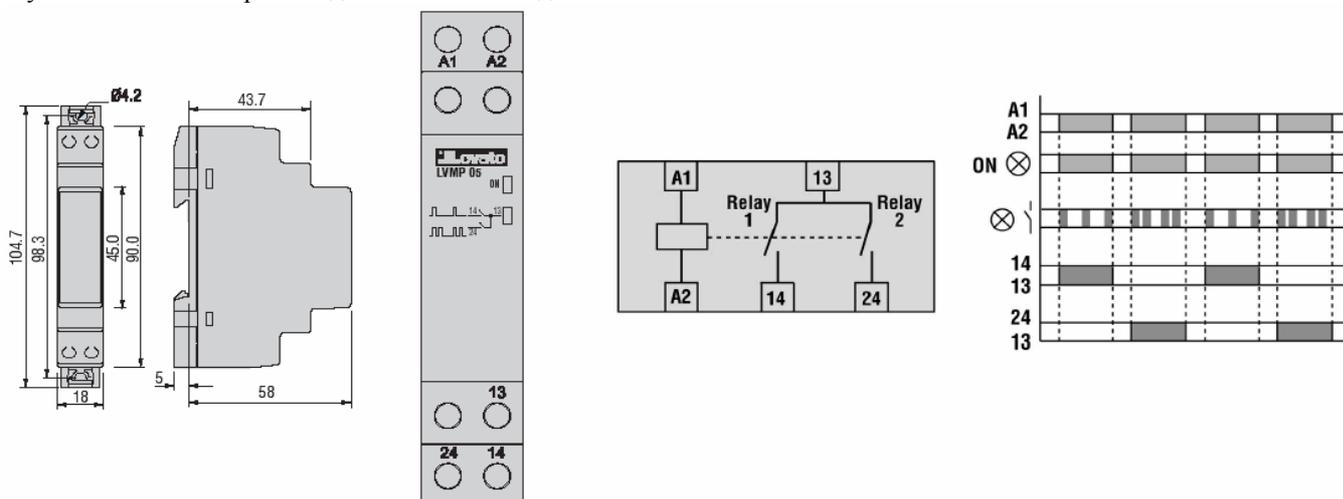 Ø4.2
104.7
98.3
45.0
90.0
18
43.7
5
58
A1 A2
Lovato
LVMP 05
ON
14 13
24
13
24 14
A1 13
Relay 1
Relay 2
A2 14 24
A1
A2
ON
14
13
24
13